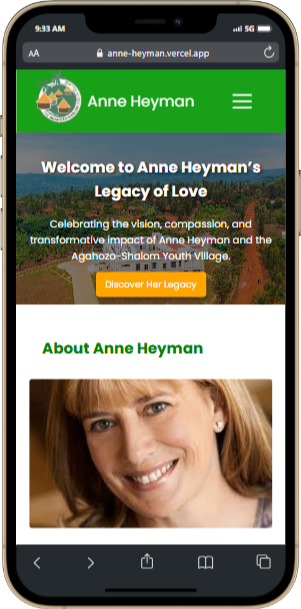 9:33 AM
5G
AA
anne-heyman.vercel.app
Anne Heyman
Welcome to Anne Heyman's
Legacy of Love
Celebrating the vision, compassion, and
transformative impact of Anne Heyman and the
Agahozo-Shalom Youth Village.
Discover Her Legacy
About Anne Heyman